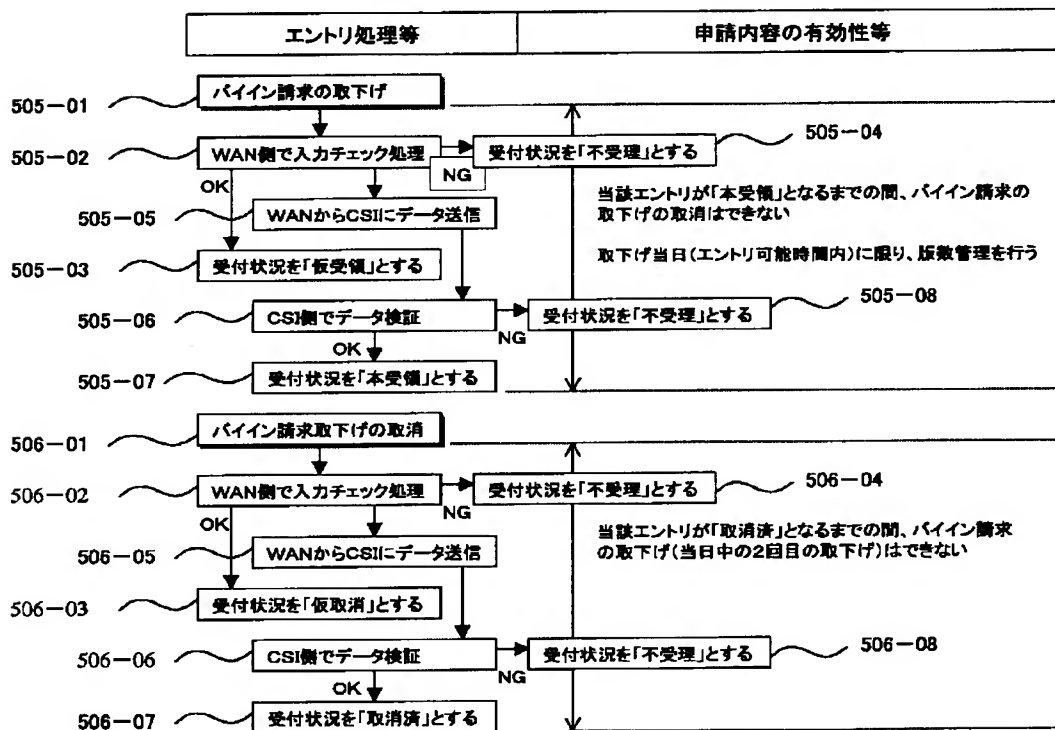 エントリ処理等
申請内容の有効性等
505-01
バイイン請求の取下げ
505-02
WAN側で入力チェック処理
NG
受付状況を「不受理」とする
505-04
OK
当該エントリが「本受領」となるまでの間、バイイン請求の
取下げの取消はできない
505-05
WANからCSIにデータ送信
505-03
受付状況を「仮受領」とする
取下げ当日(エントリ可能時間内)に限り、版数管理を行う
505-06
CSI側でデータ検証
NG
受付状況を「不受理」とする
505-08
OK
505-07
受付状況を「本受領」とする
506-01
バイイン請求取下げの取消
506-02
WAN側で入力チェック処理
NG
受付状況を「不受理」とする
506-04
OK
当該エントリが「取消済」となるまでの間、バイイン請求
の取下げ(当日中の2回目の取下げ)はできない
506-05
WANからCSIにデータ送信
506-03
受付状況を「仮取消」とする
506-06
CSI側でデータ検証
NG
受付状況を「不受理」とする
506-08
OK
506-07
受付状況を「取消済」とする